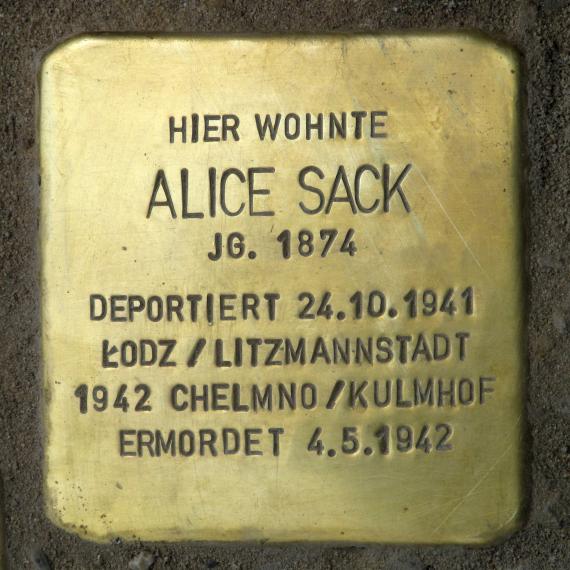 HIER WOHNTE
ALICE SACK
JG. 1874
DEPORTIERT 24.10.1941
ŁODZ / LITZMANNSTADT
1942 CHELMNO / KULMHOF
ERMORDET 4.5.1942